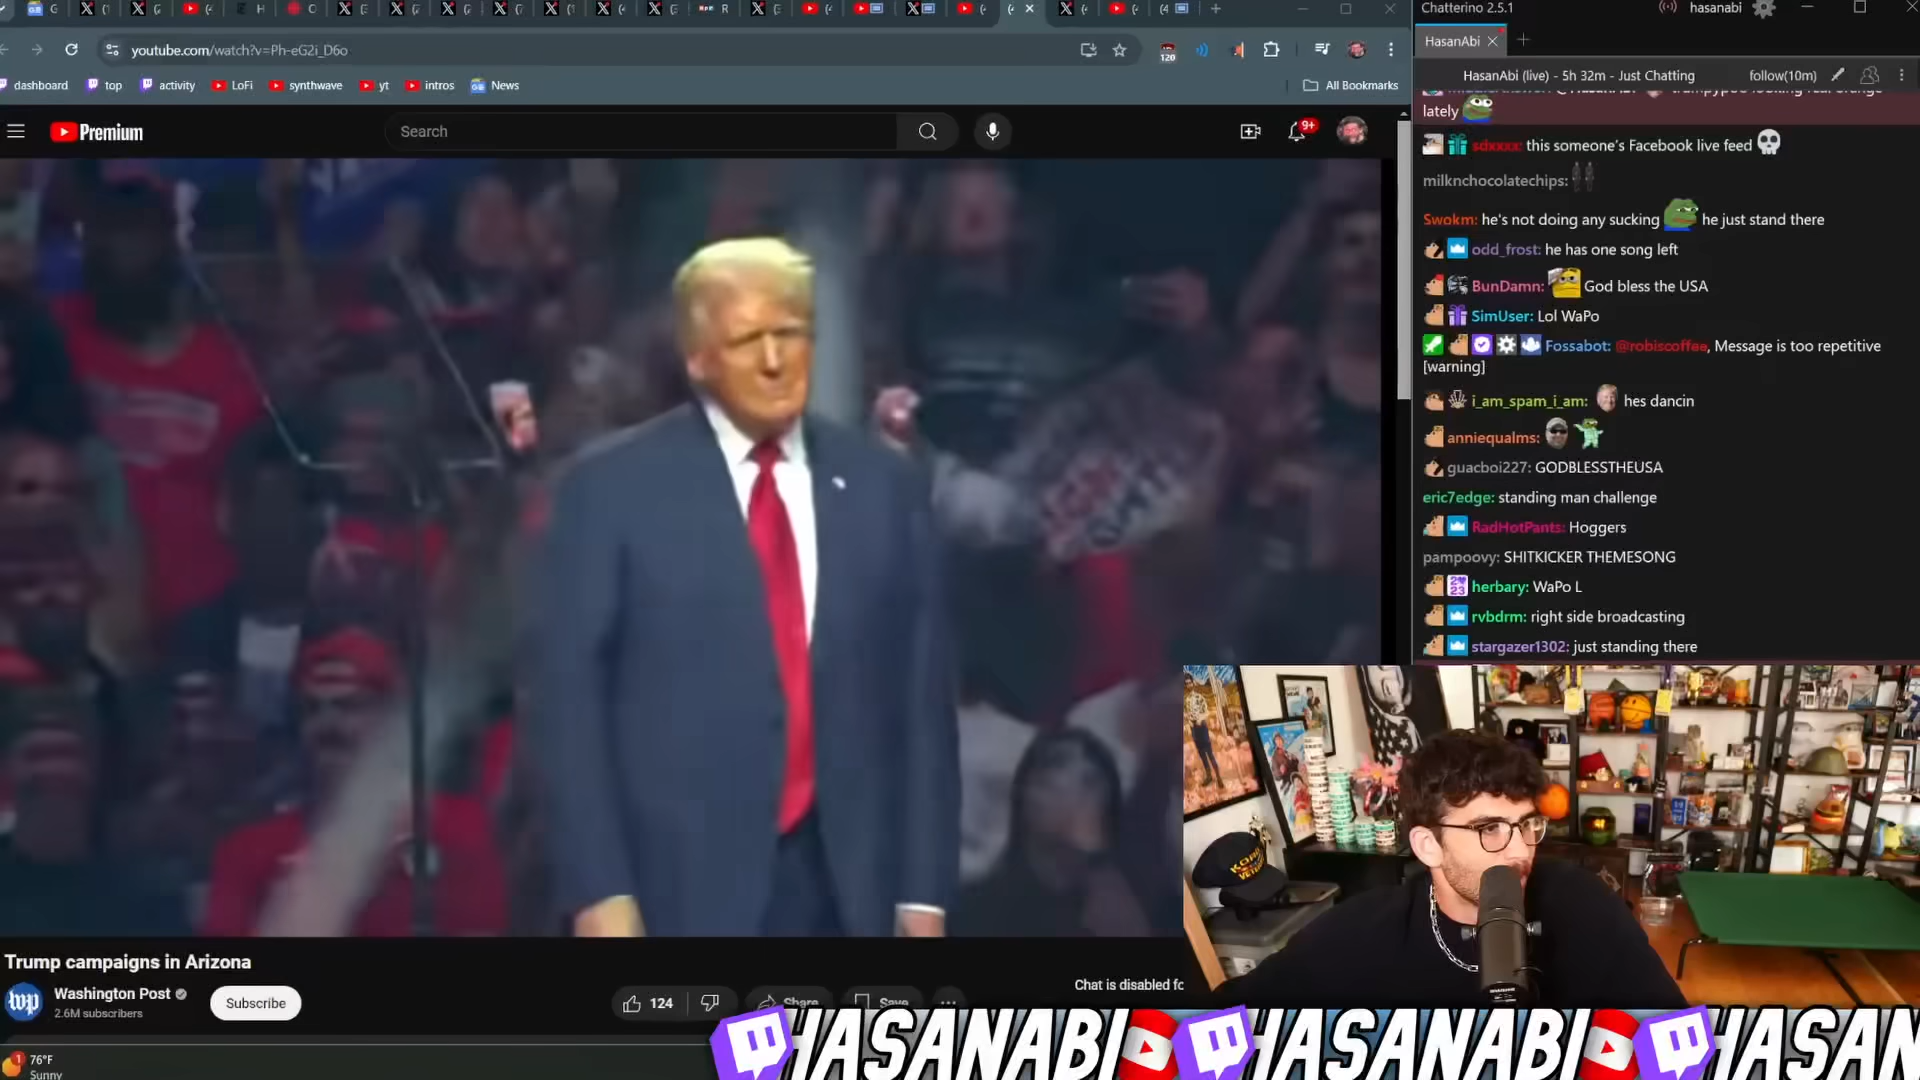 youtube.com/watch?v=Ph-eG2i_D6o
120
dashboard
top
activity
LoFi
synthwave
yt
intros
News
All Bookmarks
Premium
Search
9+
Trump campaigns in Arizona
Washington Post
2.6M subscribers
Subscribe
124
Share
Save
Chat is disabled fo
1
76°F
Sunny
Chatterino 2.5.1
hasanabi
HasanAbi
HasanAbi (live) - 5h 32m - Just Chatting
follow(10m)
lately
sdxxxx: this someone's Facebook live feed
milknchocolatechips:
Swokm: he's not doing any sucking he just stand there
odd_frost: he has one song left
BunDamn: God bless the USA
SimUser: Lol WaPo
Fossabot: @robiscoffee, Message is too repetitive
[warning]
i_am_spam_i_am: hes dancin
anniequalms:
guacboi227: GODBLESSTHEUSA
eric7edge: standing man challenge
RadHotPants: Hoggers
pampoovy: SHITKICKER THEMESONG
herbary: WaPo L
rvbdrm: right side broadcasting
stargazer1302: just standing there
HASANABI HASANABI HASAN